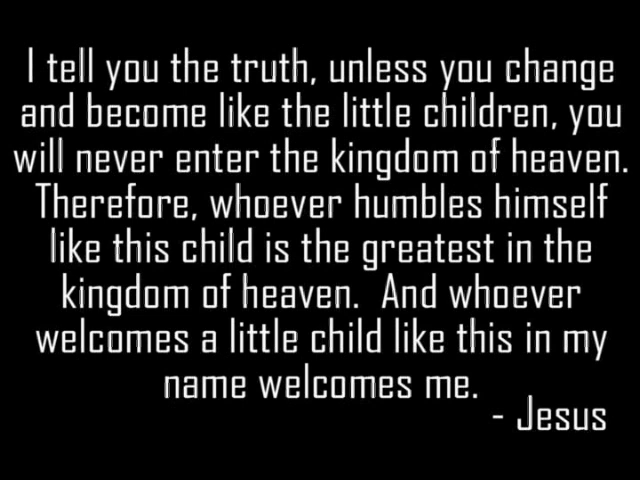 I tell you the truth, unless you change
and become like the little children, you
will never enter the kingdom of heaven.
Therefore, whoever humbles himself
like this child is the greatest in the
kingdom of heaven. And whoever
welcomes a little child like this in my
name welcomes me.
- Jesus